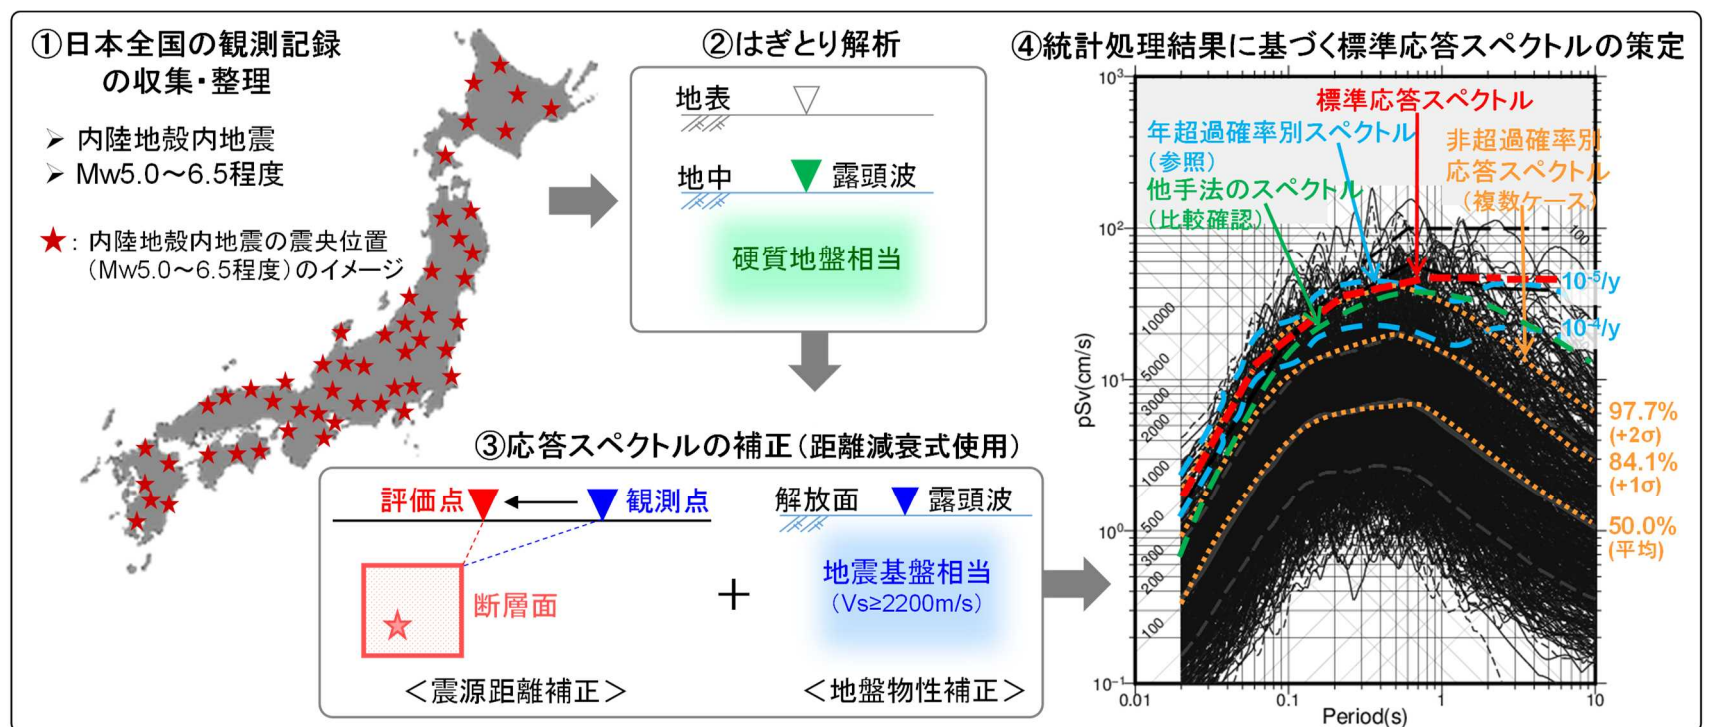 ①日本全国の観測記録
の収集・整理
➢ 内陸地殻内地震
➢ Mw5.0～6.5程度
★：内陸地殻内地震の震央位置
（Mw5.0～6.5程度）のイメージ
②はぎとり解析
地表
地中
露頭波
硬質地盤相当
③応答スペクトルの補正（距離減衰式使用）
評価点
観測点
断層面
＜震源距離補正＞
+
解放面
露頭波
地震基盤相当
（Vs≥2200m/s）
＜地盤物性補正＞
④統計処理結果に基づく標準応答スペクトルの策定
標準応答スペクトル
年超過確率別スペクトル
（参照）
他手法のスペクトル
（比較確認）
非超過確率別
応答スペクトル
（複数ケース）
10³
10²
10¹
10⁰
10⁻¹
pSv(cm/s)
10000
5000
3000
2000
1000
500
300
200
100
100
10⁻⁵/y
10⁻⁴/y
97.7%
(+2σ)
84.1%
(+1σ)
50.0%
(平均)
0.01
0.1
1
10
Period(s)